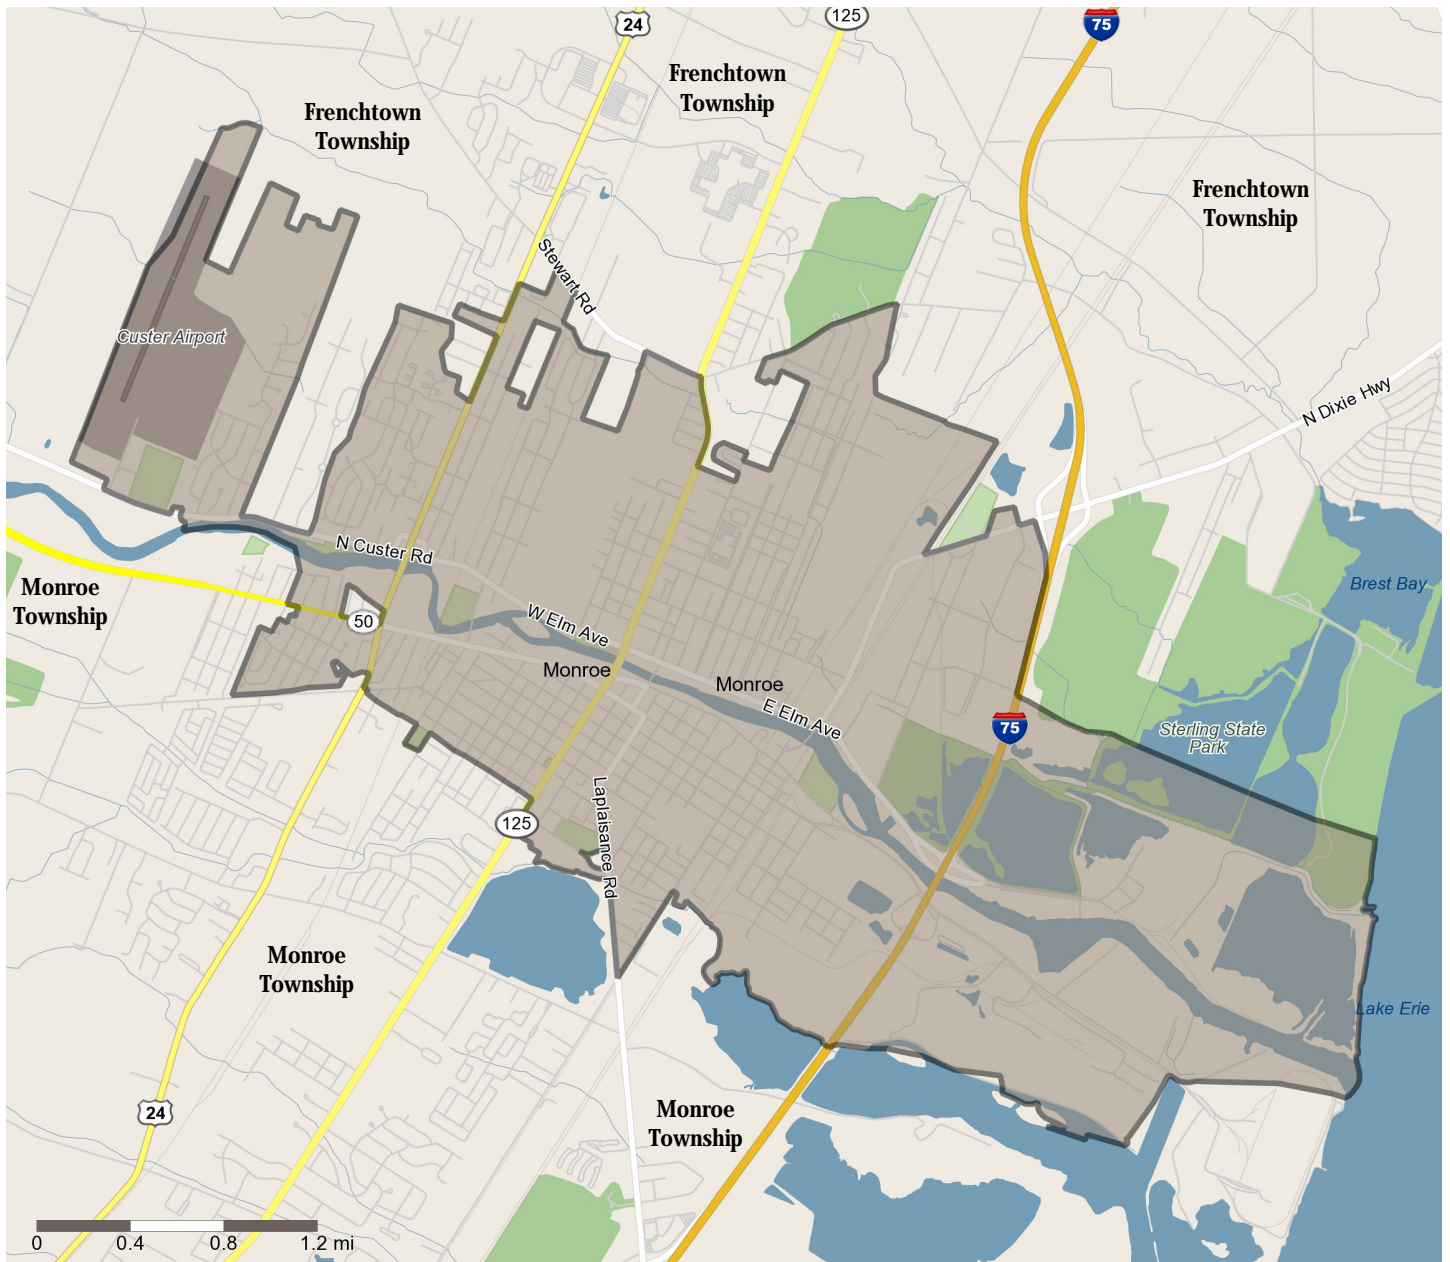 24
125
75
Frenchtown
Township
Frenchtown
Township
Frenchtown
Township
Stewart Rd
Custer Airport
N Dixie Hwy
N Custer Rd
Brest Bay
Monroe
Township
50
W Elm Ave
Monroe
Monroe
E Elm Ave
75
Sterling State
Park
Laplaisance Rd
125
Monroe
Township
Lake Erie
24
Monroe
Township
0 0.4 0.8 1.2 mi